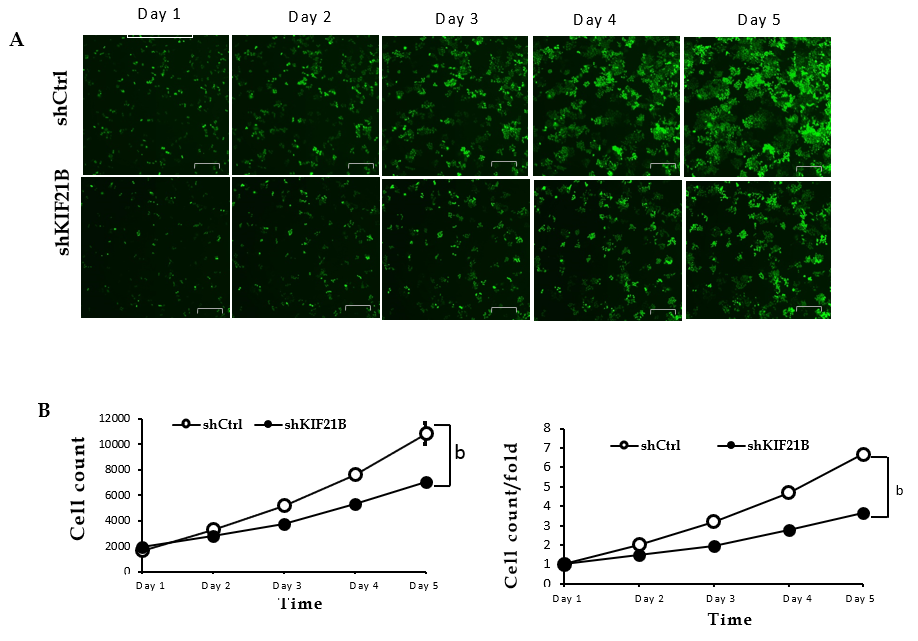 Day 1 Day 2 Day 3 Day 4 Day 5
A
shCtrl
shKIF21B
B
12000
10000
8000
6000
4000
2000
0
Cell count
shCtrl shKIF21B
b
Day 1 Day 2 Day 3 Day 4 Day 5
Time
8
7
6
5
4
3
2
1
0
Cell count/fold
shCtrl shKIF21B
b
Day 1 Day 2 Day 3 Day 4 Day 5
Time